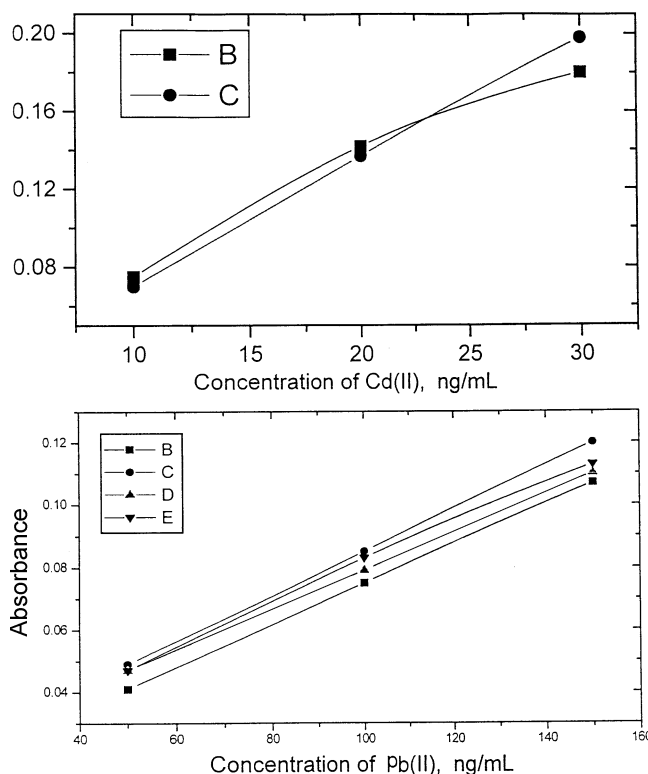 0.20
B
0.16
C
0.12
0.08
10 15 20 25 30
Concentration of Cd(II), ng/mL
B
0.12
C
D
0.10
E
Absorbance
0.08
0.06
0.04
40 60 80 100 120 140 160
Concentration of Pb(II), ng/mL